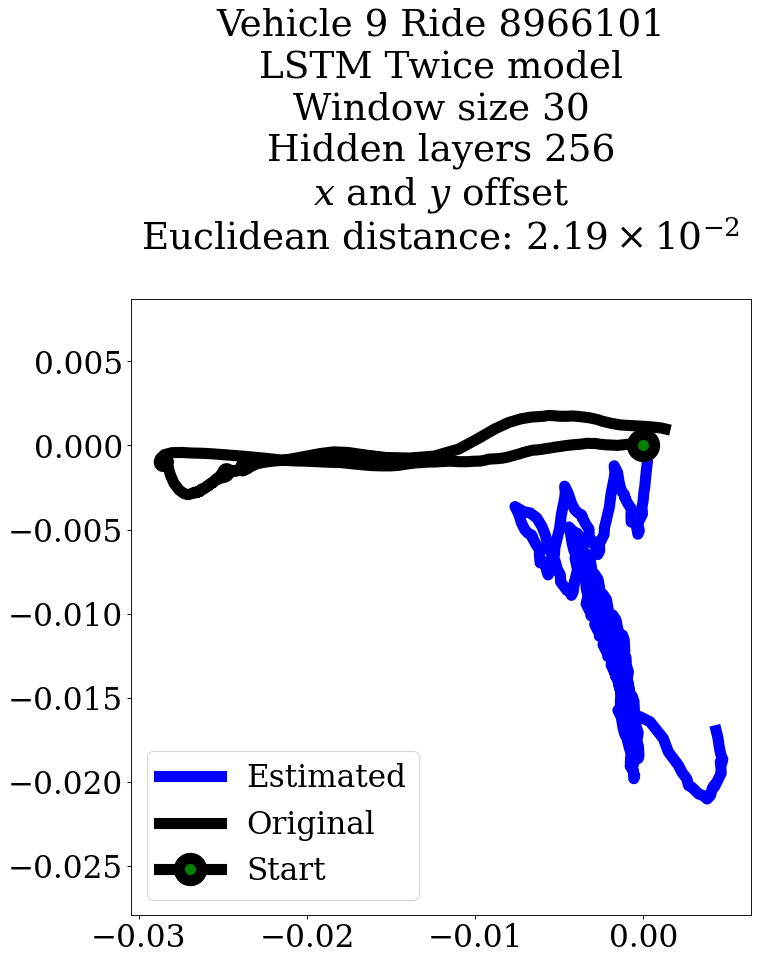 Vehicle 9 Ride 8966101
LSTM Twice model
Window size 30
Hidden layers 256
x and y offset
Euclidean distance: 2.19 × 10⁻²
0.005
0.000
−0.005
−0.010
−0.015
−0.020
−0.025
Estimated
Original
Start
−0.03 −0.02 −0.01 0.00